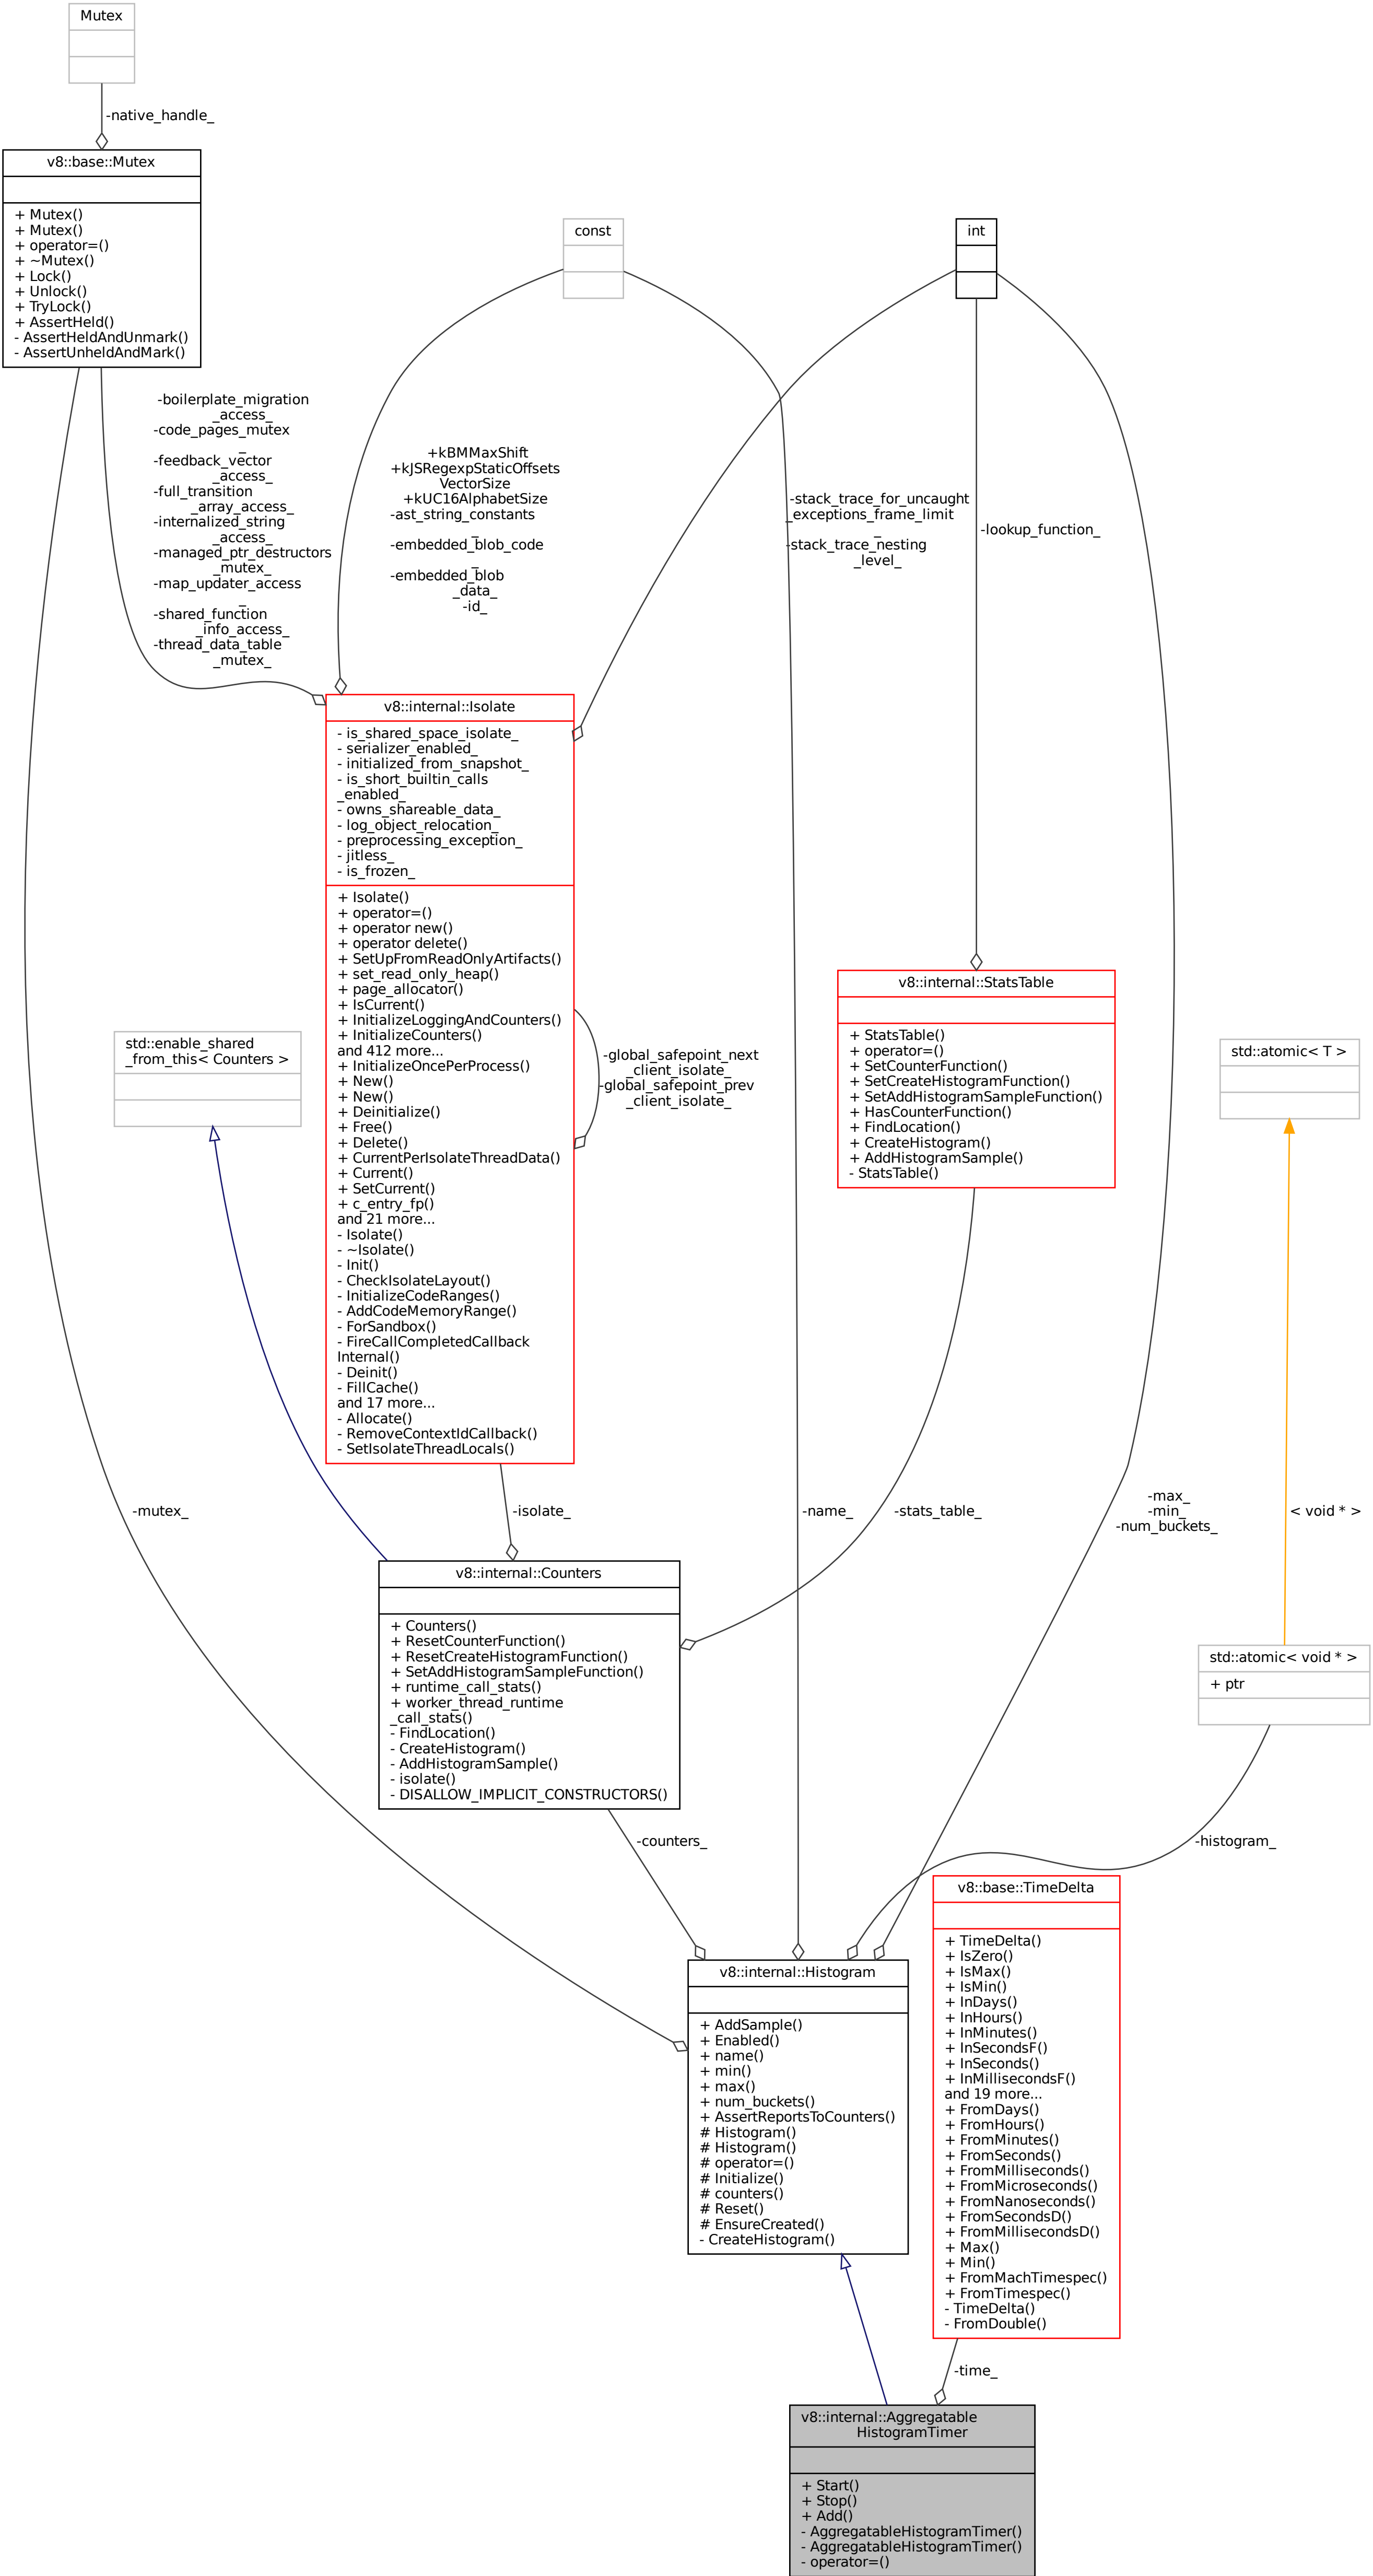 Mutex
-native_handle_
v8::base::Mutex
+ Mutex()
+ Mutex()
+ operator=()
+ ~Mutex()
+ Lock()
+ Unlock()
+ TryLock()
+ AssertHeld()
- AssertHeldAndUnmark()
- AssertUnheldAndMark()
const
int
-boilerplate_migration
_access_
-code_pages_mutex
_
-feedback_vector
_access_
-full_transition
_array_access_
-internalized_string
_access_
-managed_ptr_destructors
_mutex_
-map_updater_access
_
-shared_function
_info_access_
-thread_data_table
_mutex_
+kBMMaxShift
+kJSRegexpStaticOffsets
VectorSize
+kUC16AlphabetSize
-ast_string_constants
_
-embedded_blob_code
_
-embedded_blob
_data_
-id_
-stack_trace_for_uncaught
_exceptions_frame_limit
_
-stack_trace_nesting
_level_
-lookup_function_
v8::internal::Isolate
- is_shared_space_isolate_
- serializer_enabled_
- initialized_from_snapshot_
- is_short_builtin_calls
_enabled_
- owns_shareable_data_
- log_object_relocation_
- preprocessing_exception_
- jitless_
- is_frozen_
+ Isolate()
+ operator=()
+ operator new()
+ operator delete()
+ SetUpFromReadOnlyArtifacts()
+ set_read_only_heap()
+ page_allocator()
+ IsCurrent()
+ InitializeLoggingAndCounters()
+ InitializeCounters()
and 412 more...
+ InitializeOncePerProcess()
+ New()
+ New()
+ Deinitialize()
+ Free()
+ Delete()
+ CurrentPerIsolateThreadData()
+ Current()
+ SetCurrent()
+ c_entry_fp()
and 21 more...
- Isolate()
- ~Isolate()
- Init()
- CheckIsolateLayout()
- InitializeCodeRanges()
- AddCodeMemoryRange()
- ForSandbox()
- FireCallCompletedCallback
Internal()
- Deinit()
- FillCache()
and 17 more...
- Allocate()
- RemoveContextIdCallback()
- SetIsolateThreadLocals()
-global_safepoint_next
_client_isolate_
-global_safepoint_prev
_client_isolate_
v8::internal::StatsTable
+ StatsTable()
+ operator=()
+ SetCounterFunction()
+ SetCreateHistogramFunction()
+ SetAddHistogramSampleFunction()
+ HasCounterFunction()
+ FindLocation()
+ CreateHistogram()
+ AddHistogramSample()
- StatsTable()
std::enable_shared
_from_this< Counters >
std::atomic< T >
-mutex_
-isolate_
-name_
-stats_table_
-max_
-min_
-num_buckets_
< void * >
v8::internal::Counters
+ Counters()
+ ResetCounterFunction()
+ ResetCreateHistogramFunction()
+ SetAddHistogramSampleFunction()
+ runtime_call_stats()
+ worker_thread_runtime
_call_stats()
- FindLocation()
- CreateHistogram()
- AddHistogramSample()
- isolate()
- DISALLOW_IMPLICIT_CONSTRUCTORS()
std::atomic< void * >
+ ptr
-counters_
-histogram_
v8::internal::Histogram
+ AddSample()
+ Enabled()
+ name()
+ min()
+ max()
+ num_buckets()
+ AssertReportsToCounters()
# Histogram()
# Histogram()
# operator=()
# Initialize()
# counters()
# Reset()
# EnsureCreated()
- CreateHistogram()
v8::base::TimeDelta
+ TimeDelta()
+ IsZero()
+ IsMax()
+ IsMin()
+ InDays()
+ InHours()
+ InMinutes()
+ InSecondsF()
+ InSeconds()
+ InMillisecondsF()
and 19 more...
+ FromDays()
+ FromHours()
+ FromMinutes()
+ FromSeconds()
+ FromMilliseconds()
+ FromMicroseconds()
+ FromNanoseconds()
+ FromSecondsD()
+ FromMillisecondsD()
+ Max()
+ Min()
+ FromMachTimespec()
+ FromTimespec()
- TimeDelta()
- FromDouble()
-time_
v8::internal::Aggregatable
HistogramTimer
+ Start()
+ Stop()
+ Add()
- AggregatableHistogramTimer()
- AggregatableHistogramTimer()
- operator=()